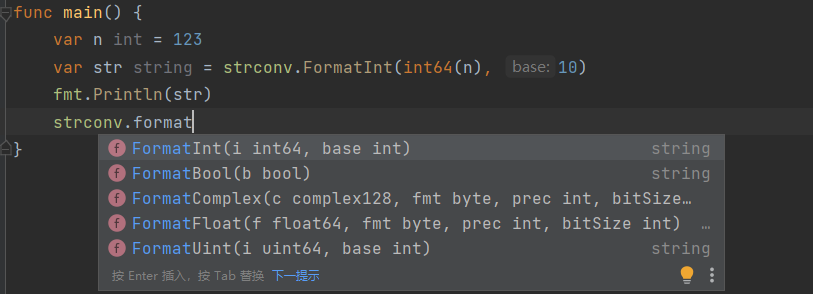 func main() {
var n int = 123
var str string = strconv.FormatInt(int64(n), base: 10)
fmt.Println(str)
strconv.format
}
f FormatInt(i int64, base int) string
f FormatBool(b bool) string
f FormatComplex(c complex128, fmt byte, prec int, bitSize…
f FormatFloat(f float64, fmt byte, prec int, bitSize int) …
f FormatUint(i uint64, base int) string
按 Enter 插入，按 Tab 替换 下一提示